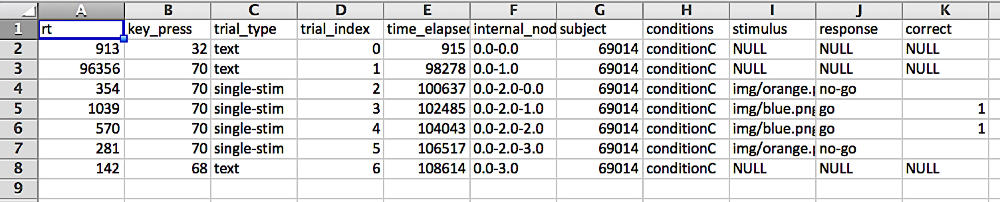 A B C D E F G H I J K
1 rt key_press trial_type trial_index time_elapsed internal_nod subject conditions stimulus response correct
2 913 32 text 0 915 0.0-0.0 69014 conditionC NULL NULL NULL
3 96356 70 text 1 98278 0.0-1.0 69014 conditionC NULL NULL NULL
4 354 70 single-stim 2 100637 0.0-2.0-0.0 69014 conditionC img/orange.p no-go
5 1039 70 single-stim 3 102485 0.0-2.0-1.0 69014 conditionC img/blue.png go 1
6 570 70 single-stim 4 104043 0.0-2.0-2.0 69014 conditionC img/blue.png go 1
7 281 70 single-stim 5 106517 0.0-2.0-3.0 69014 conditionC img/orange.p no-go
8 142 68 text 6 108614 0.0-3.0 69014 conditionC NULL NULL NULL
9